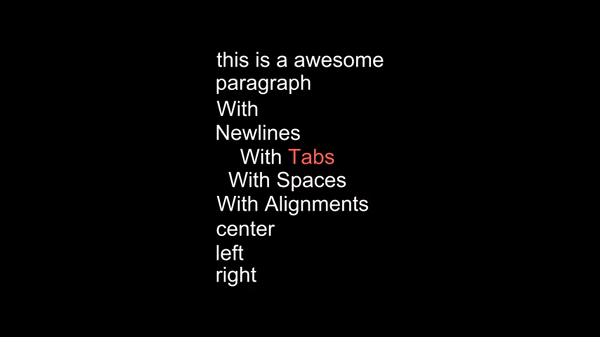 this is a awesome
paragraph
With
Newlines
With Tabs
With Spaces
With Alignments
center
left
right